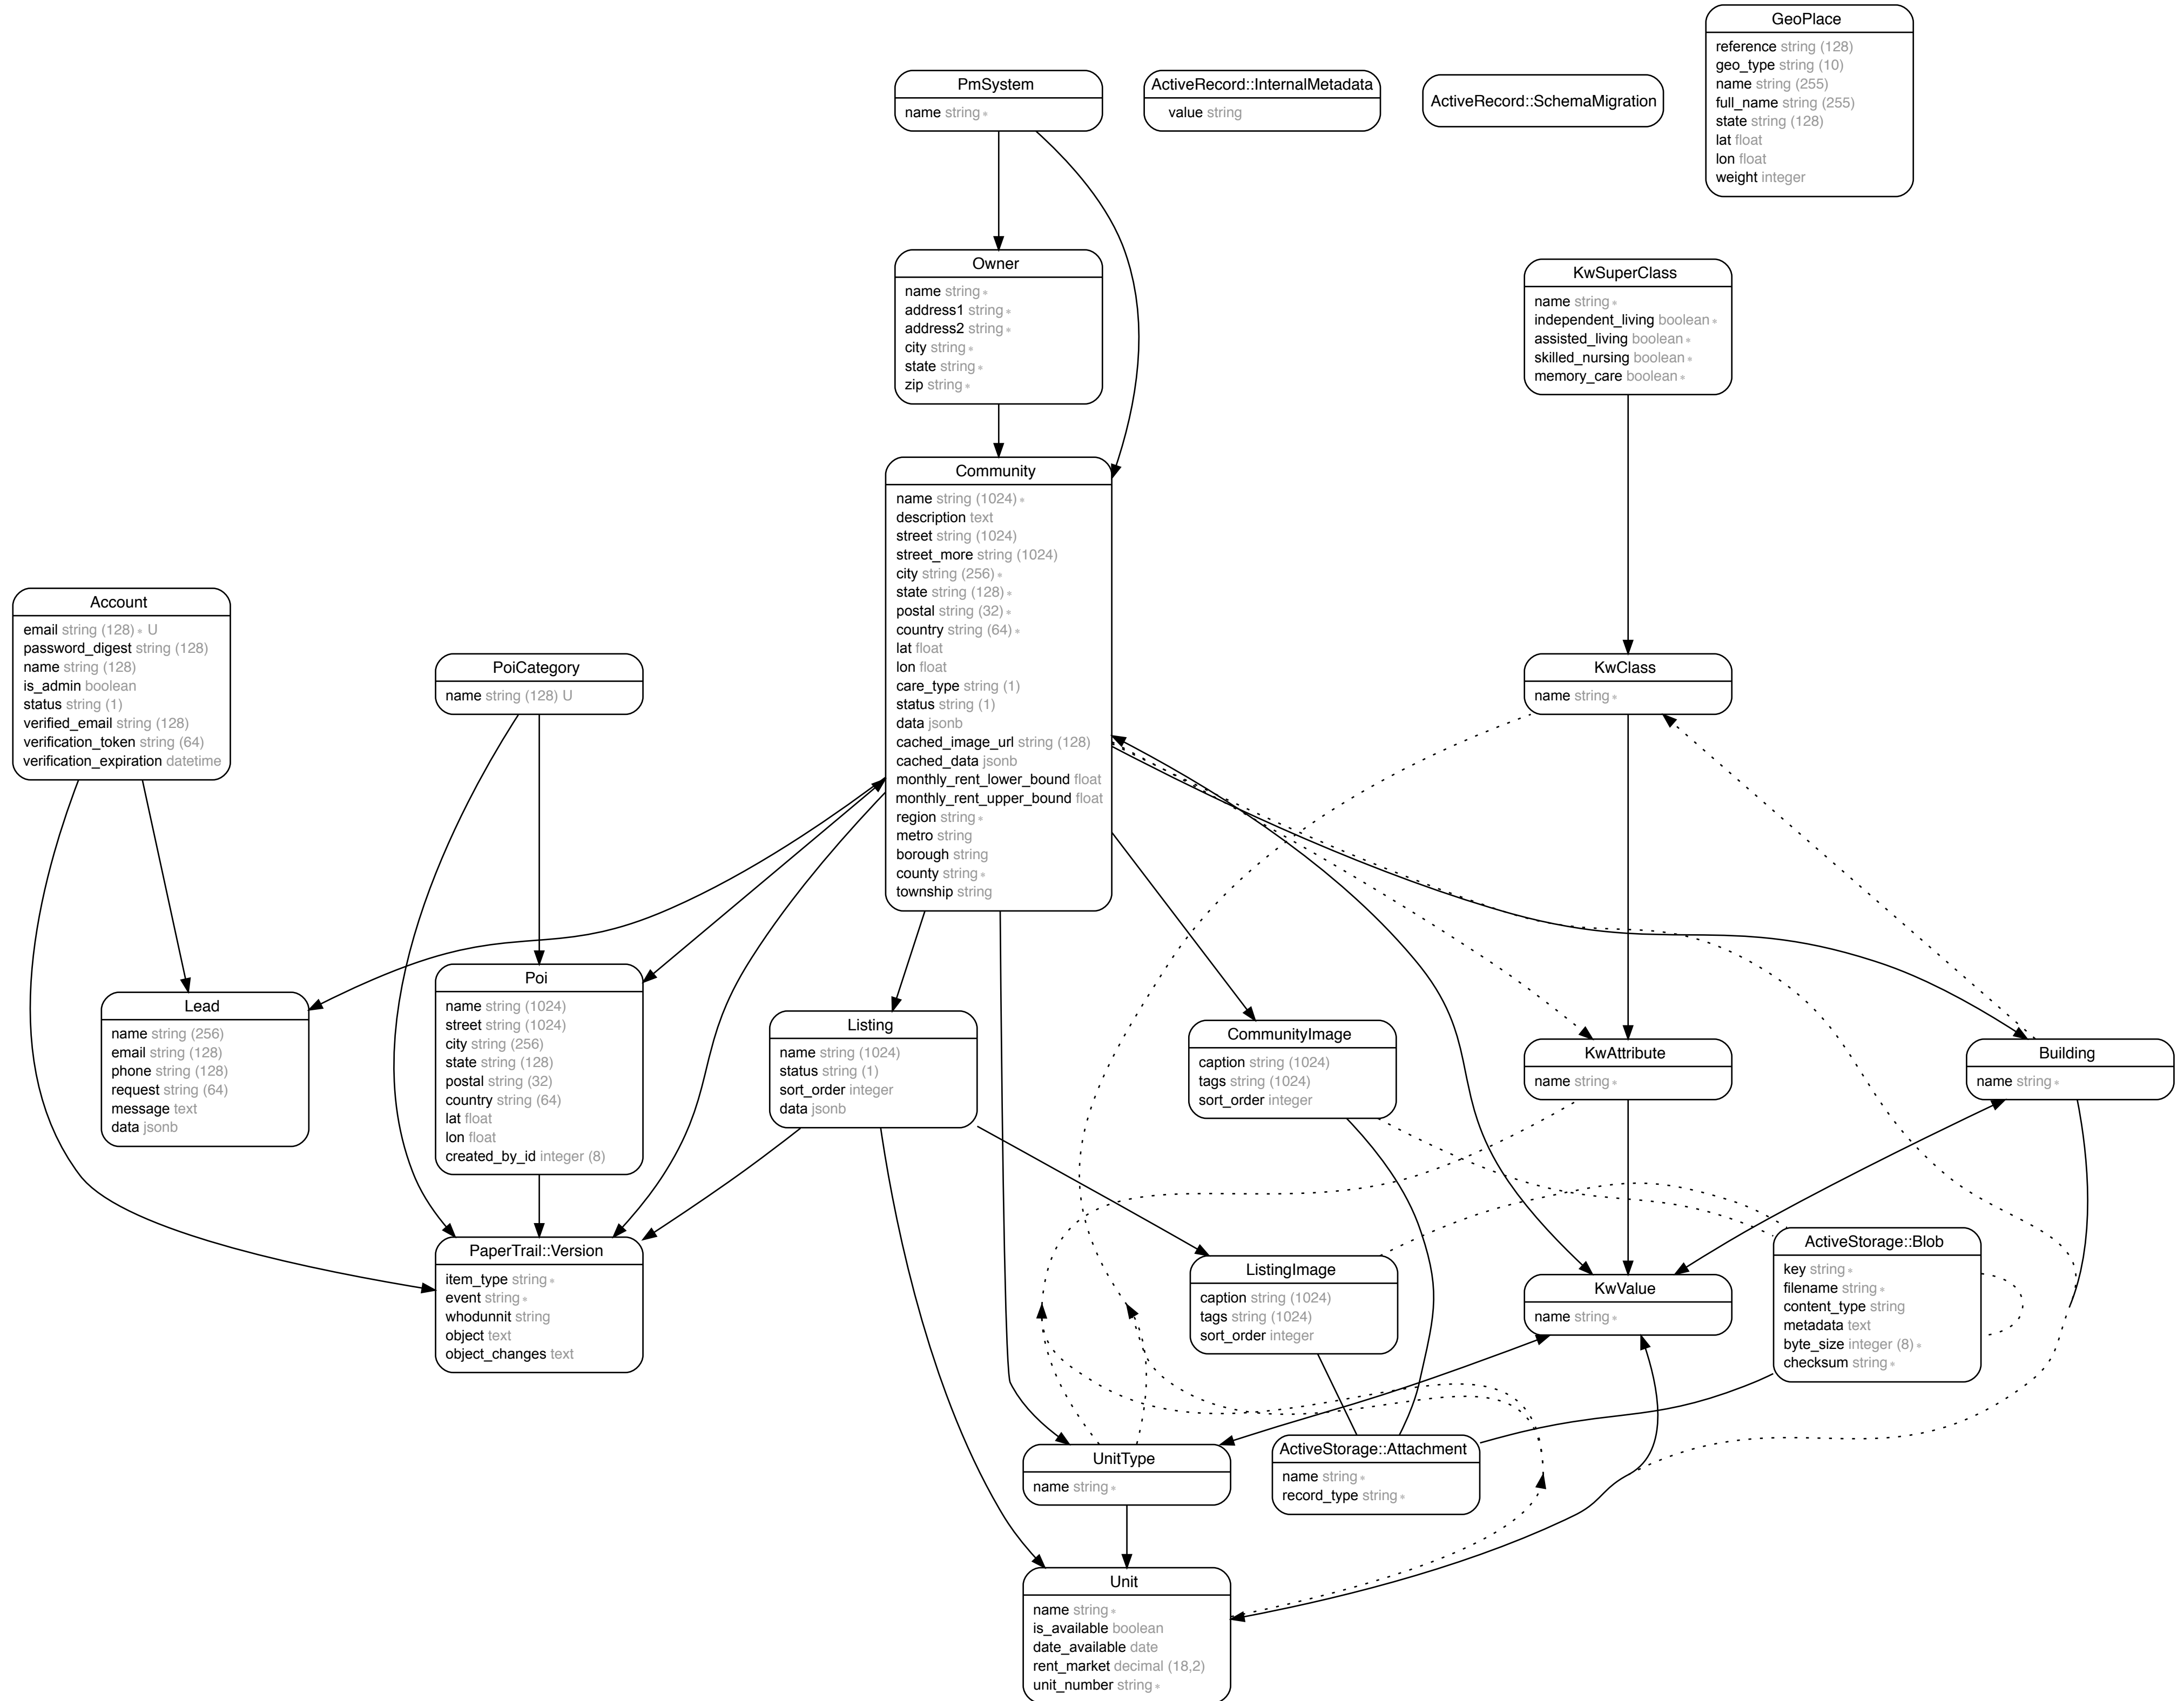 GeoPlace
reference string (128)
geo_type string (10)
name string (255)
full_name string (255)
state string (128)
lat float
lon float
weight integer
PmSystem
name string *
ActiveRecord::InternalMetadata
value string
ActiveRecord::SchemaMigration
Owner
name string *
address1 string *
address2 string *
city string *
state string *
zip string *
KwSuperClass
name string *
independent_living boolean *
assisted_living boolean *
skilled_nursing boolean *
memory_care boolean *
Community
name string (1024) *
description text
street string (1024)
street_more string (1024)
city string (256) *
state string (128) *
postal string (32) *
country string (64) *
lat float
lon float
care_type string (1)
status string (1)
data jsonb
cached_image_url string (128)
cached_data jsonb
monthly_rent_lower_bound float
monthly_rent_upper_bound float
region string *
metro string
borough string
county string *
township string
Account
email string (128) * U
password_digest string (128)
name string (128)
is_admin boolean
status string (1)
verified_email string (128)
verification_token string (64)
verification_expiration datetime
PoiCategory
name string (128) U
KwClass
name string *
Lead
name string (256)
email string (128)
phone string (128)
request string (64)
message text
data jsonb
Poi
name string (1024)
street string (1024)
city string (256)
state string (128)
postal string (32)
country string (64)
lat float
lon float
created_by_id integer (8)
Listing
name string (1024)
status string (1)
sort_order integer
data jsonb
CommunityImage
caption string (1024)
tags string (1024)
sort_order integer
KwAttribute
name string *
Building
name string *
PaperTrail::Version
item_type string *
event string *
whodunnit string
object text
object_changes text
ListingImage
caption string (1024)
tags string (1024)
sort_order integer
KwValue
name string *
ActiveStorage::Blob
key string *
filename string *
content_type string
metadata text
byte_size integer (8) *
checksum string *
UnitType
name string *
ActiveStorage::Attachment
name string *
record_type string *
Unit
name string *
is_available boolean
date_available date
rent_market decimal (18,2)
unit_number string *